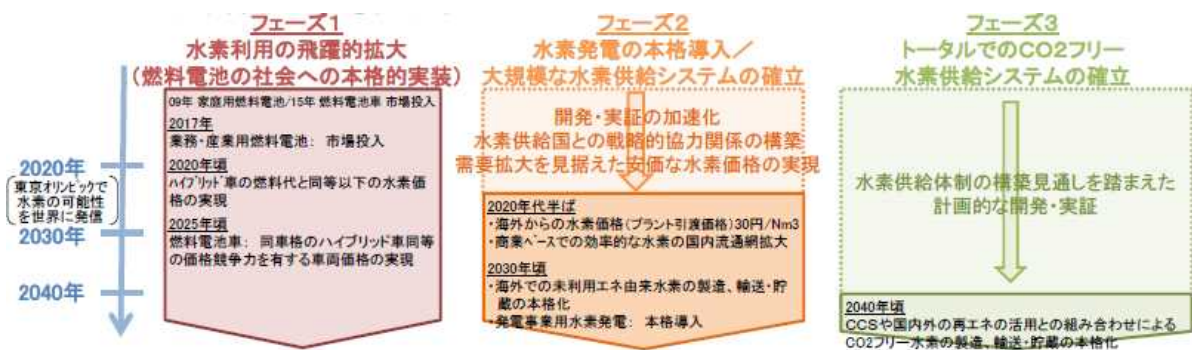 2020年
東京オリンピックで
水素の可能性
を世界に発信
2030年
2040年
フェーズ1
水素利用の飛躍的拡大
(燃料電池の社会への本格的実装)
09年 家庭用燃料電池/15年 燃料電池車 市場投入
2017年
業務・産業用燃料電池: 市場投入
2020年頃
ハイブリッド車の燃料代と同等以下の水素価
格の実現
2025年頃
燃料電池車: 同車格のハイブリッド車同等
の価格競争力を有する車両価格の実現
フェーズ2
水素発電の本格導入/
大規模な水素供給システムの確立
開発・実証の加速化
水素供給国との戦略的協力関係の構築
需要拡大を見据えた安価な水素価格の実現
2020年代半ば
・海外からの水素価格(プラント引渡価格)30円/Nm3
・商業ベースでの効率的な水素の国内流通網拡大
2030年頃
・海外での未利用エネ由来水素の製造、輸送・貯
蔵の本格化
・発電事業用水素発電: 本格導入
フェーズ3
トータルでのCO2フリー
水素供給システムの確立
水素供給体制の構築見通しを踏まえた
計画的な開発・実証
2040年頃
CCSや国内外の再エネの活用との組み合わせによる
CO2フリー水素の製造、輸送・貯蔵の本格化